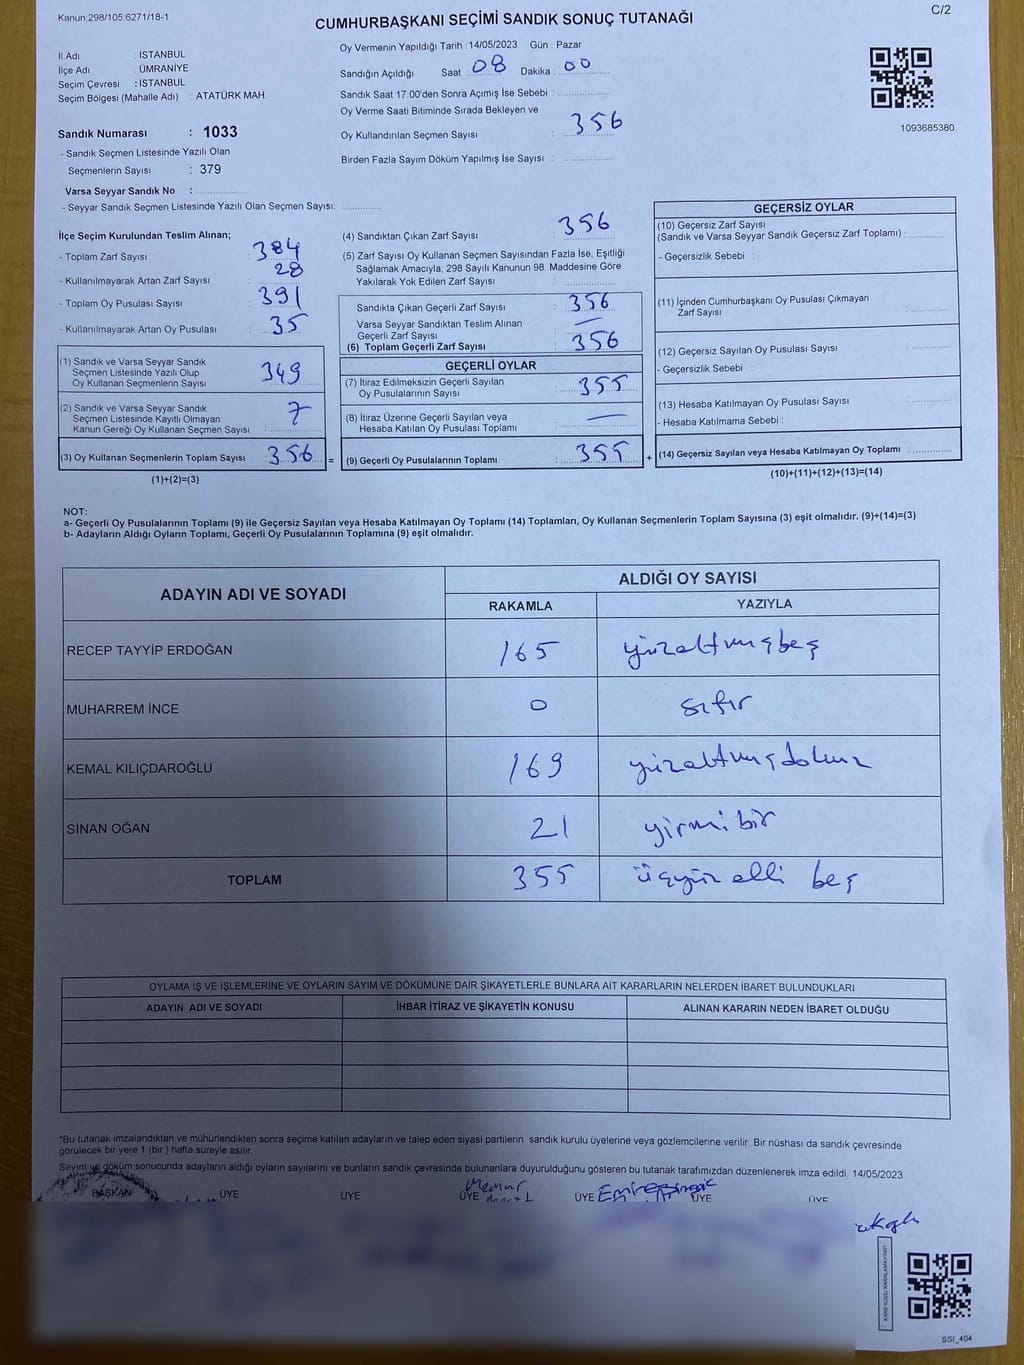 Kanun:298/105,6271/18-1
C/2
CUMHURBAŞKANI SEÇİMİ SANDIK SONUÇ TUTANAĞI
İl Adı : İSTANBUL
İlçe Adı : ÜMRANİYE
Seçim Çevresi : İSTANBUL
Seçim Bölgesi (Mahalle Adı) : ATATÜRK MAH.
Sandık Numarası : 1033
- Sandık Seçmen Listesinde Yazılı Olan
Seçmenlerin Sayısı : 379
Varsa Seyyar Sandık No :
- Seyyar Sandık Seçmen Listesinde Yazılı Olan Seçmen Sayısı:
Oy Vermenin Yapıldığı Tarih : 14/05/2023 Gün : Pazar
Sandığın Açıldığı Saat : 08 Dakika : 00
Sandık Saat 17:00'den Sonra Açımış İse Sebebi :
Oy Verme Saati Bitiminde Sırada Bekleyen ve
Oy Kullandırılan Seçmen Sayısı : 356
Birden Fazla Sayım Döküm Yapılmış İse Sayısı :
1093685380
İlçe Seçim Kurulundan Teslim Alınan;
- Toplam Zarf Sayısı : 384
- Kullanılmayarak Artan Zarf Sayısı : 28
- Toplam Oy Pusulası Sayısı : 391
- Kullanılmayarak Artan Oy Pusulası : 35
(1) Sandık ve Varsa Seyyar Sandık
Seçmen Listesinde Yazılı Olup
Oy Kullanan Seçmenlerin Sayısı : 349
(2) Sandık ve Varsa Seyyar Sandık
Seçmen Listesinde Kayıtlı Olmayan
Kanun Gereği Oy Kullanan Seçmen Sayısı : 7
(3) Oy Kullanan Seçmenlerin Toplam Sayısı : 356 =
(1)+(2)=(3)
(4) Sandıktan Çıkan Zarf Sayısı : 356
(5) Zarf Sayısı Oy Kullanan Seçmen Sayısından Fazla İse, Eşitliği
Sağlamak Amacıyla; 298 Sayılı Kanunun 98. Maddesine Göre
Yakılarak Yok Edilen Zarf Sayısı :
Sandıkta Çıkan Geçerli Zarf Sayısı : 356
Varsa Seyyar Sandıktan Teslim Alınan
Geçerli Zarf Sayısı : —
(6) Toplam Geçerli Zarf Sayısı : 356
GEÇERLİ OYLAR
(7) İtiraz Edilmeksizin Geçerli Sayılan
Oy Pusulalarının Sayısı : 355
(8) İtiraz Üzerine Geçerli Sayılan veya
Hesaba Katılan Oy Pusulası Toplamı : —
(9) Geçerli Oy Pusulalarının Toplamı : 355 +
GEÇERSİZ OYLAR
(10) Geçersiz Zarf Sayısı
(Sandık ve Varsa Seyyar Sandık Geçersiz Zarf Toplamı) :
- Geçersizlik Sebebi :
(11) İçinden Cumhurbaşkanı Oy Pusulası Çıkmayan
Zarf Sayısı :
(12) Geçersiz Sayılan Oy Pusulası Sayısı :
- Geçersizlik Sebebi :
(13) Hesaba Katılmayan Oy Pusulası Sayısı :
- Hesaba Katılmama Sebebi :
(14) Geçersiz Sayılan veya Hesaba Katılmayan Oy Toplamı :
(10)+(11)+(12)+(13)=(14)
NOT:
a- Geçerli Oy Pusulalarının Toplamı (9) ile Geçersiz Sayılan veya Hesaba Katılmayan Oy Toplamı (14) Toplamları, Oy Kullanan Seçmenlerin Toplam Sayısına (3) eşit olmalıdır. (9)+(14)=(3)
b- Adayların Aldığı Oyların Toplamı, Geçerli Oy Pusulalarının Toplamına (9) eşit olmalıdır.
ADAYIN ADI VE SOYADI
ALDIĞI OY SAYISI
RAKAMLA YAZIYLA
RECEP TAYYİP ERDOĞAN 165 yüzaltmışbeş
MUHARREM İNCE 0 sıfır
KEMAL KILIÇDAROĞLU 169 yüzaltmışdokuz
SİNAN OĞAN 21 yirmibir
TOPLAM 355 üçyüz elli beş
OYLAMA İŞ VE İŞLEMLERİNE VE OYLARIN SAYIM VE DÖKÜMÜNE DAİR ŞİKAYETLERLE BUNLARA AİT KARARLARIN NELERDEN İBARET BULUNDUKLARI
ADAYIN ADI VE SOYADI İHBAR İTİRAZ VE ŞİKAYETİN KONUSU ALINAN KARARIN NEDEN İBARET OLDUĞU
*Bu tutanak imzalandıktan ve mühürlendikten sonra seçime katılan adayların ve talep eden siyasi partilerin sandık kurulu üyelerine veya gözlemcilerine verilir. Bir nüshası da sandık çevresinde
görülecek bir yere 1 (bir ) hafta süreyle asılır.
Sayım ve döküm sonucunda adayların aldığı oyların sayılarını ve bunların sandık çevresinde bulunanlara duyurulduğunu gösteren bu tutanak tarafımızdan düzenlenerek imza edildi. 14/05/2023
BAŞKAN ÜYE ÜYE ÜYE ÜYE ÜYE ÜYE
SSI_404